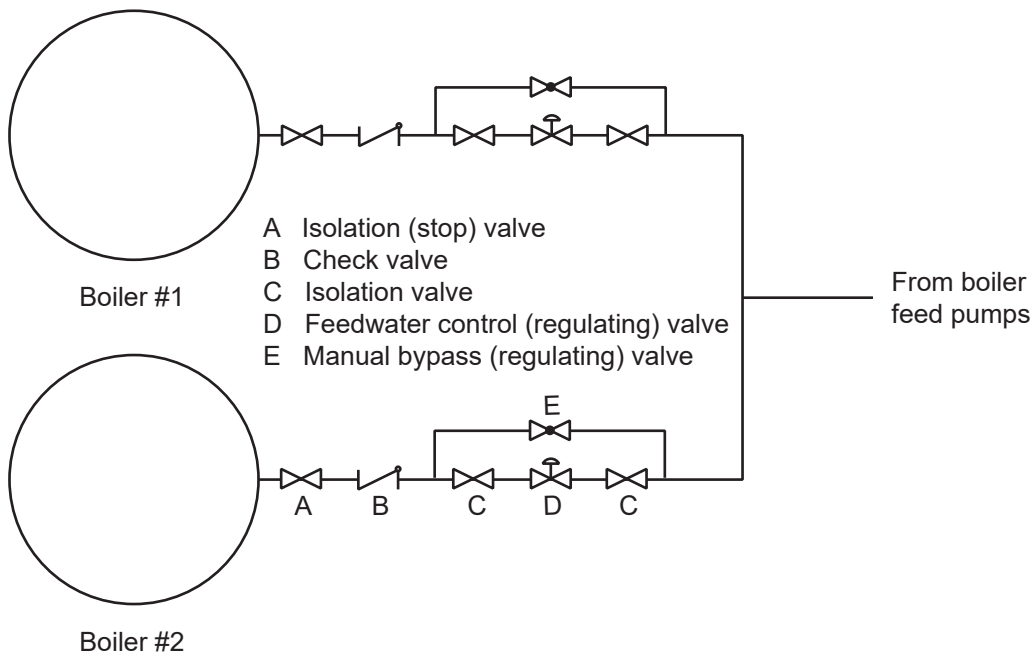 A Isolation (stop) valve
B Check valve
C Isolation valve
D Feedwater control (regulating) valve
E Manual bypass (regulating) valve
Boiler #1
From boiler
feed pumps
E
A B C D C
Boiler #2